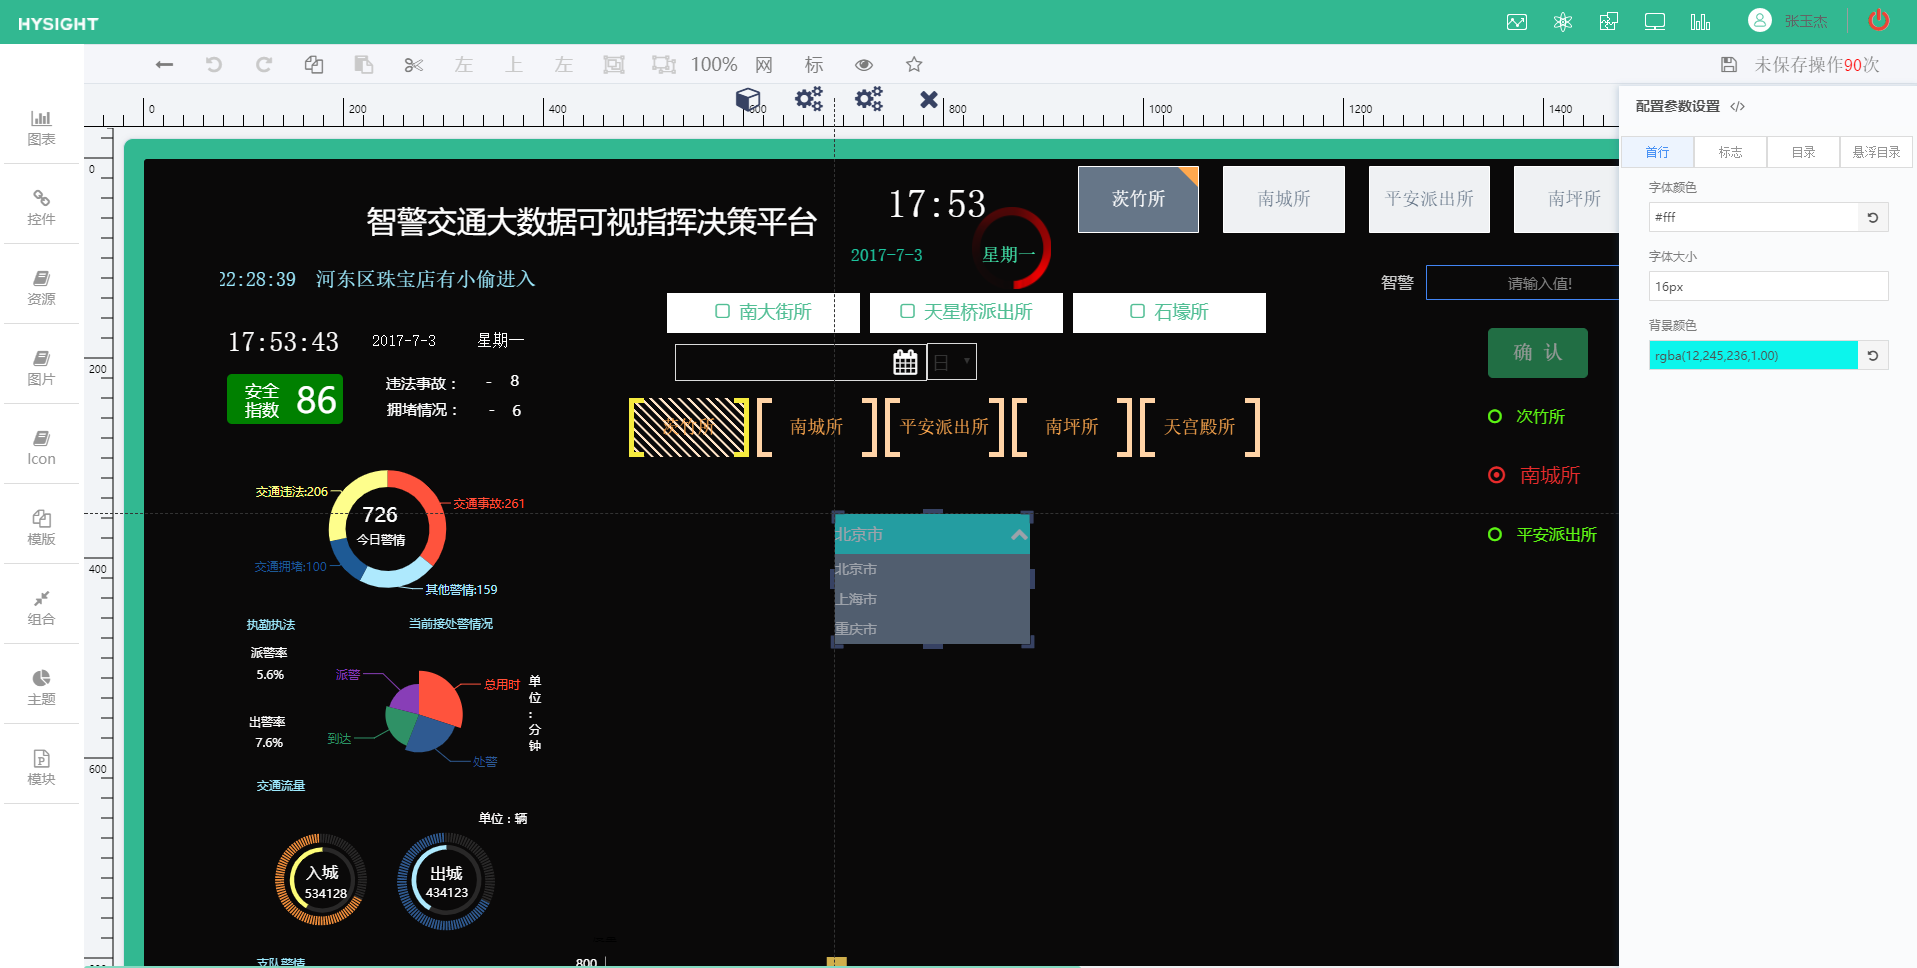 HYSIGHT
张玉杰
左
上
左
100%
网
标
未保存操作90次
图表
控件
资源
图片
Icon
模版
组合
主题
模块
0
200
400
600
800
1000
1200
1400
0
200
400
600
智警交通大数据可视指挥决策平台
17:53
2017-7-3
星期一
茨竹所
南城所
平安派出所
南坪所
22:28:39 河东区珠宝店有小偷进入
智警
请输入值!
南大街所
天星桥派出所
石壕所
17:53:43
2017-7-3
星期一
日
确 认
安全
指数
86
违法事故：
- 8
拥堵情况：
- 6
茨竹所
南城所
平安派出所
南坪所
天宫殿所
次竹所
南城所
平安派出所
交通违法:206
交通事故:261
726
今日警情
交通拥堵:100
其他警情:159
北京市
北京市
上海市
重庆市
执勤执法
当前接处警情况
派警率
5.6%
出警率
7.6%
派警
总用时
到达
处警
单
位
:
分
钟
交通流量
单位：辆
入城
534128
出城
434123
支队警情
800
配置参数设置
首行
标志
目录
悬浮目录
字体颜色
#fff
字体大小
16px
背景颜色
rgba(12,245,236,1.00)